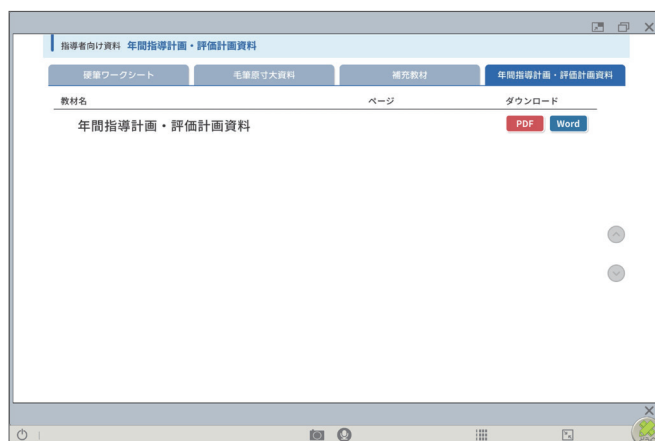 指導者向け資料 年間指導計画・評価計画資料
硬筆ワークシート 毛筆原寸大資料 補充教材 年間指導計画・評価計画資料
教材名 ページ ダウンロード
年間指導計画・評価計画資料 PDF Word